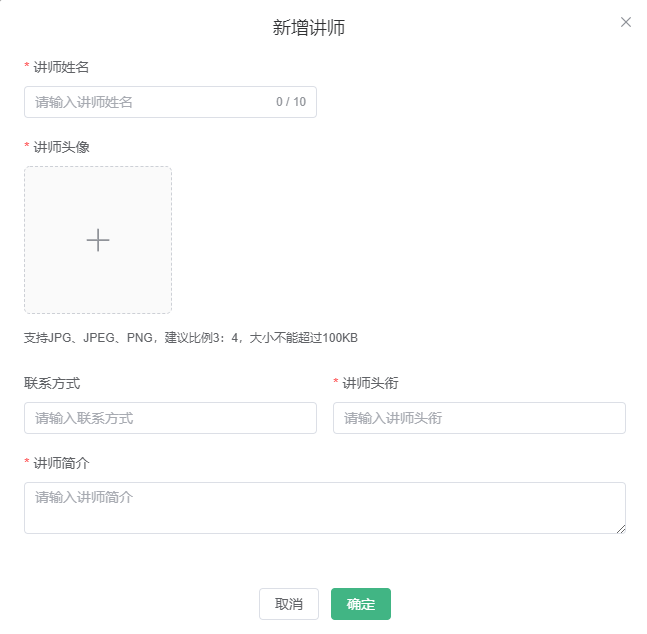 新增讲师
* 讲师姓名
请输入讲师姓名 0 / 10
* 讲师头像
支持JPG、JPEG、PNG，建议比例3：4，大小不能超过100KB
联系方式 * 讲师头衔
请输入联系方式 请输入讲师头衔
* 讲师简介
请输入讲师简介
取消 确定